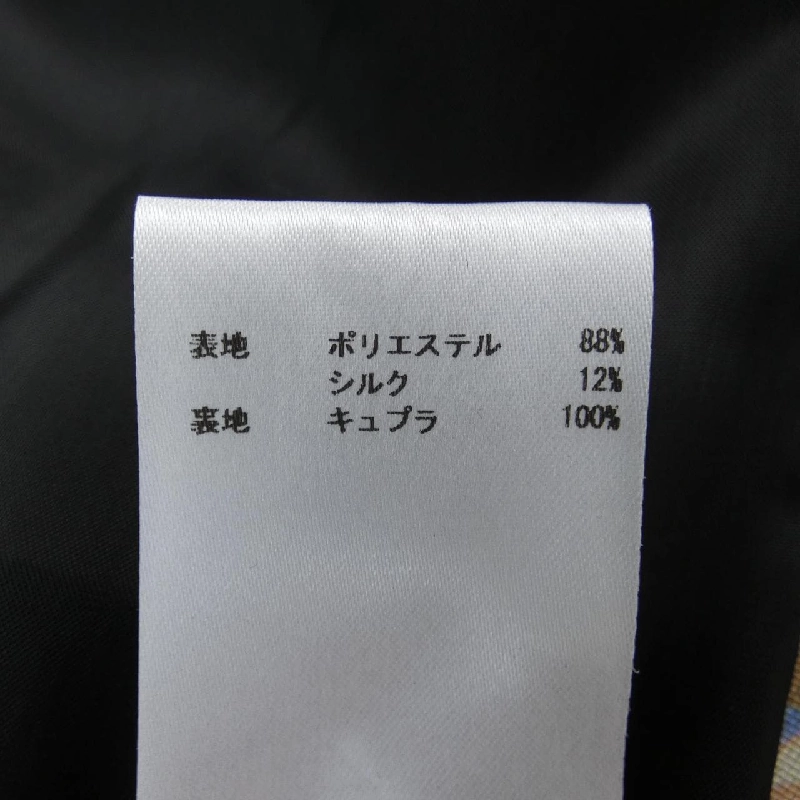 表地 ポリエステル 88%
シルク 12%
裏地 キュプラ 100%